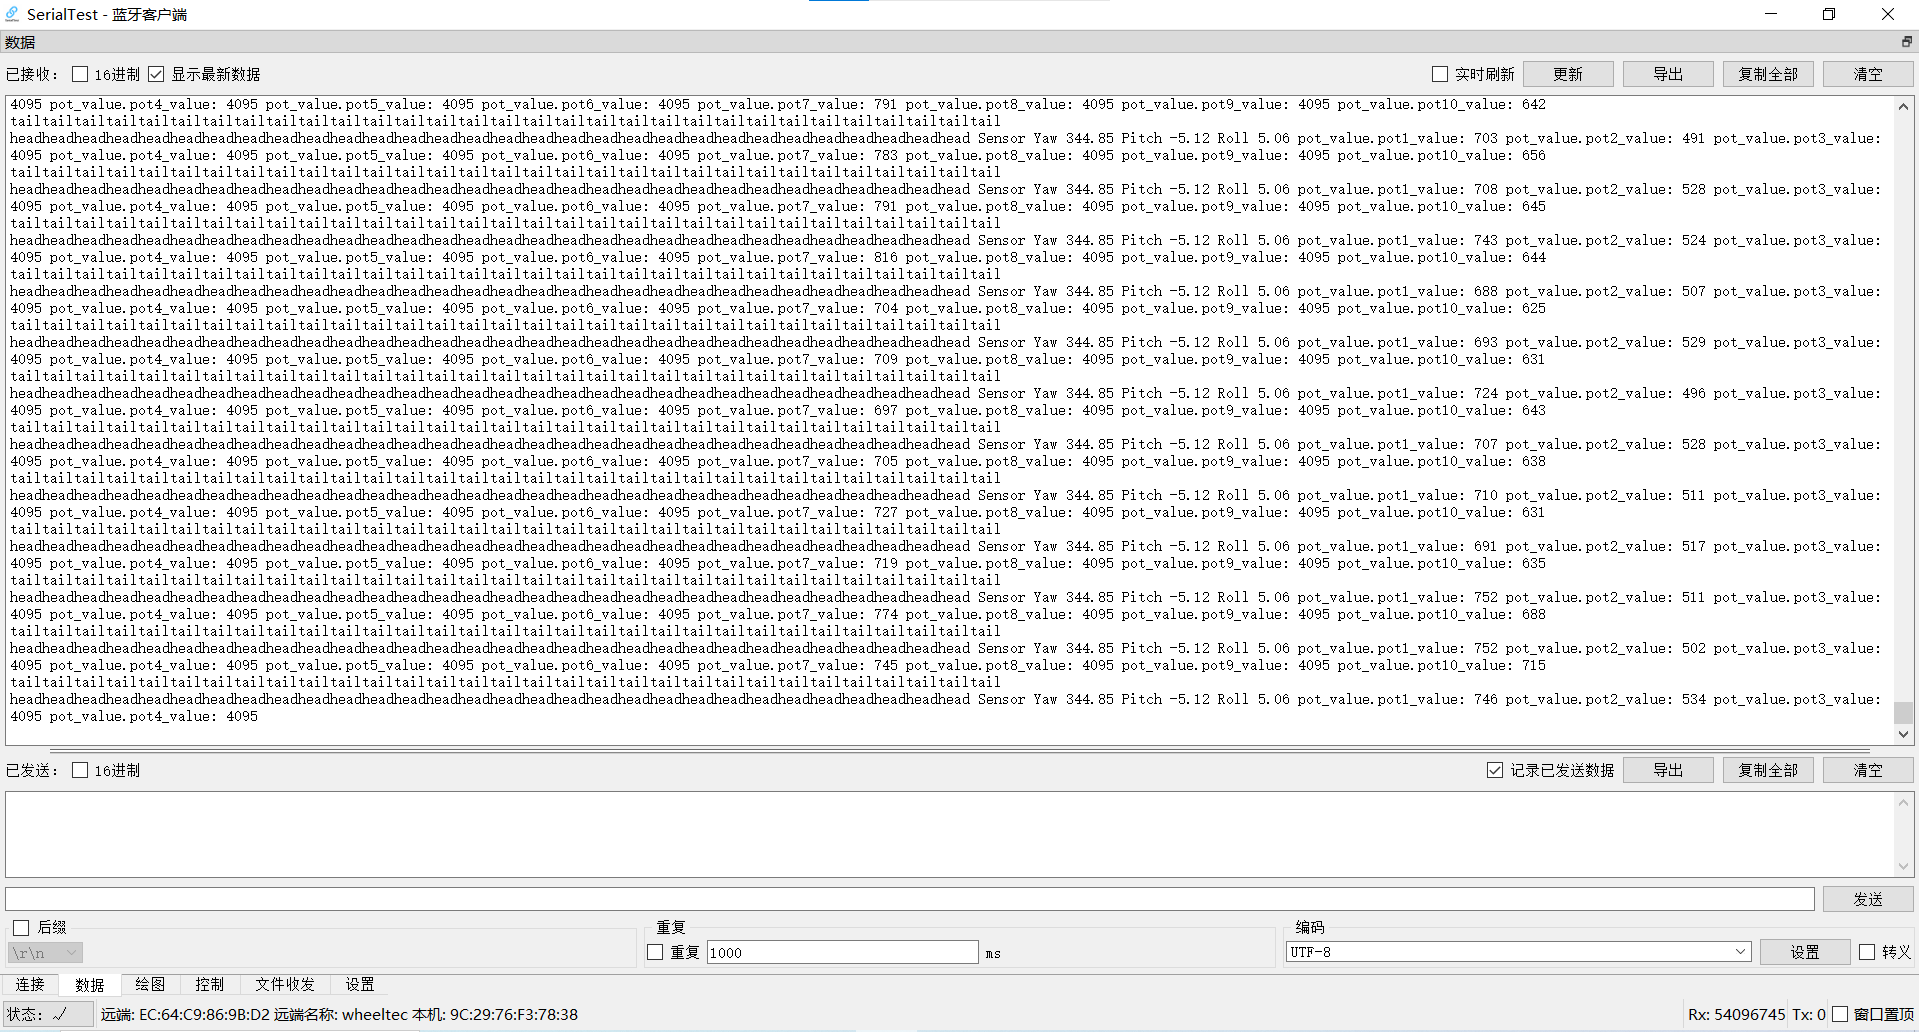 SerialTest - 蓝牙客户端
数据
已接收： 16进制 显示最新数据 实时刷新 更新 导出 复制全部 清空
4095 pot_value.pot4_value: 4095 pot_value.pot5_value: 4095 pot_value.pot6_value: 4095 pot_value.pot7_value: 791 pot_value.pot8_value: 4095 pot_value.pot9_value: 4095 pot_value.pot10_value: 642
tailtailtailtailtailtailtailtailtailtailtailtailtailtailtailtailtailtailtailtailtailtailtailtailtailtailtailtailtailtailtail
headheadheadheadheadheadheadheadheadheadheadheadheadheadheadheadheadheadheadheadheadheadheadheadheadheadheadheadheadhead Sensor Yaw 344.85 Pitch -5.12 Roll 5.06 pot_value.pot1_value: 703 pot_value.pot2_value: 491 pot_value.pot3_value:
4095 pot_value.pot4_value: 4095 pot_value.pot5_value: 4095 pot_value.pot6_value: 4095 pot_value.pot7_value: 783 pot_value.pot8_value: 4095 pot_value.pot9_value: 4095 pot_value.pot10_value: 656
tailtailtailtailtailtailtailtailtailtailtailtailtailtailtailtailtailtailtailtailtailtailtailtailtailtailtailtailtailtailtail
headheadheadheadheadheadheadheadheadheadheadheadheadheadheadheadheadheadheadheadheadheadheadheadheadheadheadheadheadhead Sensor Yaw 344.85 Pitch -5.12 Roll 5.06 pot_value.pot1_value: 708 pot_value.pot2_value: 528 pot_value.pot3_value:
4095 pot_value.pot4_value: 4095 pot_value.pot5_value: 4095 pot_value.pot6_value: 4095 pot_value.pot7_value: 791 pot_value.pot8_value: 4095 pot_value.pot9_value: 4095 pot_value.pot10_value: 645
tailtailtailtailtailtailtailtailtailtailtailtailtailtailtailtailtailtailtailtailtailtailtailtailtailtailtailtailtailtailtail
headheadheadheadheadheadheadheadheadheadheadheadheadheadheadheadheadheadheadheadheadheadheadheadheadheadheadheadheadhead Sensor Yaw 344.85 Pitch -5.12 Roll 5.06 pot_value.pot1_value: 743 pot_value.pot2_value: 524 pot_value.pot3_value:
4095 pot_value.pot4_value: 4095 pot_value.pot5_value: 4095 pot_value.pot6_value: 4095 pot_value.pot7_value: 816 pot_value.pot8_value: 4095 pot_value.pot9_value: 4095 pot_value.pot10_value: 644
tailtailtailtailtailtailtailtailtailtailtailtailtailtailtailtailtailtailtailtailtailtailtailtailtailtailtailtailtailtailtail
headheadheadheadheadheadheadheadheadheadheadheadheadheadheadheadheadheadheadheadheadheadheadheadheadheadheadheadheadhead Sensor Yaw 344.85 Pitch -5.12 Roll 5.06 pot_value.pot1_value: 688 pot_value.pot2_value: 507 pot_value.pot3_value:
4095 pot_value.pot4_value: 4095 pot_value.pot5_value: 4095 pot_value.pot6_value: 4095 pot_value.pot7_value: 704 pot_value.pot8_value: 4095 pot_value.pot9_value: 4095 pot_value.pot10_value: 625
tailtailtailtailtailtailtailtailtailtailtailtailtailtailtailtailtailtailtailtailtailtailtailtailtailtailtailtailtailtailtail
headheadheadheadheadheadheadheadheadheadheadheadheadheadheadheadheadheadheadheadheadheadheadheadheadheadheadheadheadhead Sensor Yaw 344.85 Pitch -5.12 Roll 5.06 pot_value.pot1_value: 693 pot_value.pot2_value: 529 pot_value.pot3_value:
4095 pot_value.pot4_value: 4095 pot_value.pot5_value: 4095 pot_value.pot6_value: 4095 pot_value.pot7_value: 709 pot_value.pot8_value: 4095 pot_value.pot9_value: 4095 pot_value.pot10_value: 631
tailtailtailtailtailtailtailtailtailtailtailtailtailtailtailtailtailtailtailtailtailtailtailtailtailtailtailtailtailtailtail
headheadheadheadheadheadheadheadheadheadheadheadheadheadheadheadheadheadheadheadheadheadheadheadheadheadheadheadheadhead Sensor Yaw 344.85 Pitch -5.12 Roll 5.06 pot_value.pot1_value: 724 pot_value.pot2_value: 496 pot_value.pot3_value:
4095 pot_value.pot4_value: 4095 pot_value.pot5_value: 4095 pot_value.pot6_value: 4095 pot_value.pot7_value: 697 pot_value.pot8_value: 4095 pot_value.pot9_value: 4095 pot_value.pot10_value: 643
tailtailtailtailtailtailtailtailtailtailtailtailtailtailtailtailtailtailtailtailtailtailtailtailtailtailtailtailtailtailtail
headheadheadheadheadheadheadheadheadheadheadheadheadheadheadheadheadheadheadheadheadheadheadheadheadheadheadheadheadhead Sensor Yaw 344.85 Pitch -5.12 Roll 5.06 pot_value.pot1_value: 707 pot_value.pot2_value: 528 pot_value.pot3_value:
4095 pot_value.pot4_value: 4095 pot_value.pot5_value: 4095 pot_value.pot6_value: 4095 pot_value.pot7_value: 705 pot_value.pot8_value: 4095 pot_value.pot9_value: 4095 pot_value.pot10_value: 638
tailtailtailtailtailtailtailtailtailtailtailtailtailtailtailtailtailtailtailtailtailtailtailtailtailtailtailtailtailtailtail
headheadheadheadheadheadheadheadheadheadheadheadheadheadheadheadheadheadheadheadheadheadheadheadheadheadheadheadheadhead Sensor Yaw 344.85 Pitch -5.12 Roll 5.06 pot_value.pot1_value: 710 pot_value.pot2_value: 511 pot_value.pot3_value:
4095 pot_value.pot4_value: 4095 pot_value.pot5_value: 4095 pot_value.pot6_value: 4095 pot_value.pot7_value: 727 pot_value.pot8_value: 4095 pot_value.pot9_value: 4095 pot_value.pot10_value: 631
tailtailtailtailtailtailtailtailtailtailtailtailtailtailtailtailtailtailtailtailtailtailtailtailtailtailtailtailtailtailtail
headheadheadheadheadheadheadheadheadheadheadheadheadheadheadheadheadheadheadheadheadheadheadheadheadheadheadheadheadhead Sensor Yaw 344.85 Pitch -5.12 Roll 5.06 pot_value.pot1_value: 691 pot_value.pot2_value: 517 pot_value.pot3_value:
4095 pot_value.pot4_value: 4095 pot_value.pot5_value: 4095 pot_value.pot6_value: 4095 pot_value.pot7_value: 719 pot_value.pot8_value: 4095 pot_value.pot9_value: 4095 pot_value.pot10_value: 635
tailtailtailtailtailtailtailtailtailtailtailtailtailtailtailtailtailtailtailtailtailtailtailtailtailtailtailtailtailtailtail
headheadheadheadheadheadheadheadheadheadheadheadheadheadheadheadheadheadheadheadheadheadheadheadheadheadheadheadheadhead Sensor Yaw 344.85 Pitch -5.12 Roll 5.06 pot_value.pot1_value: 752 pot_value.pot2_value: 511 pot_value.pot3_value:
4095 pot_value.pot4_value: 4095 pot_value.pot5_value: 4095 pot_value.pot6_value: 4095 pot_value.pot7_value: 774 pot_value.pot8_value: 4095 pot_value.pot9_value: 4095 pot_value.pot10_value: 688
tailtailtailtailtailtailtailtailtailtailtailtailtailtailtailtailtailtailtailtailtailtailtailtailtailtailtailtailtailtailtail
headheadheadheadheadheadheadheadheadheadheadheadheadheadheadheadheadheadheadheadheadheadheadheadheadheadheadheadheadhead Sensor Yaw 344.85 Pitch -5.12 Roll 5.06 pot_value.pot1_value: 752 pot_value.pot2_value: 502 pot_value.pot3_value:
4095 pot_value.pot4_value: 4095 pot_value.pot5_value: 4095 pot_value.pot6_value: 4095 pot_value.pot7_value: 745 pot_value.pot8_value: 4095 pot_value.pot9_value: 4095 pot_value.pot10_value: 715
tailtailtailtailtailtailtailtailtailtailtailtailtailtailtailtailtailtailtailtailtailtailtailtailtailtailtailtailtailtailtail
headheadheadheadheadheadheadheadheadheadheadheadheadheadheadheadheadheadheadheadheadheadheadheadheadheadheadheadheadhead Sensor Yaw 344.85 Pitch -5.12 Roll 5.06 pot_value.pot1_value: 746 pot_value.pot2_value: 534 pot_value.pot3_value:
4095 pot_value.pot4_value: 4095
已发送： 16进制 记录已发送数据 导出 复制全部 清空
发送
后缀 重复 编码
\r\n 重复 1000 ms UTF-8 设置 转义
连接 数据 绘图 控制 文件收发 设置
状态: 远端: EC:64:C9:86:9B:D2 远端名称: wheeltec 本机: 9C:29:76:F3:78:38 Rx: 54096745 Tx: 0 窗口置顶